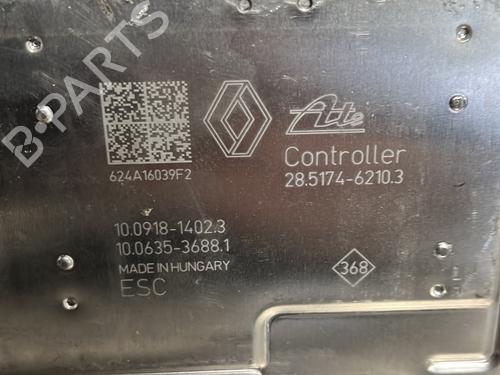 B-PARTS
Ate
624A16039F2
Controller
28.5174-6210.3
10.0918-1402.3
10.0635-3688.1
MADE IN HUNGARY
368
ESC